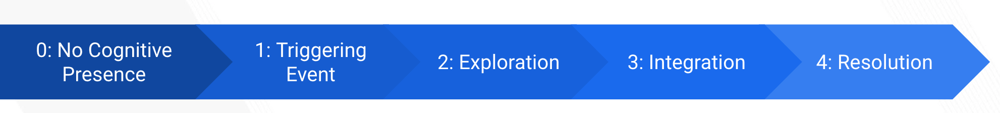 0: No Cognitive
Presence
1: Triggering
Event
2: Exploration
3: Integration
4: Resolution